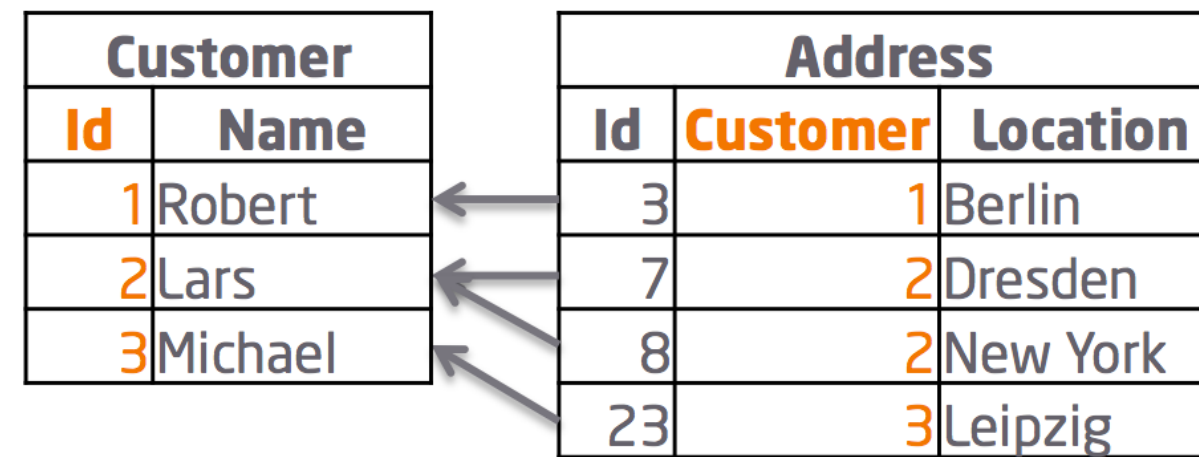 Customer Address
Id Name Id Customer Location
1 Robert 3 1 Berlin
2 Lars 7 2 Dresden
3 Michael 8 2 New York
23 3 Leipzig